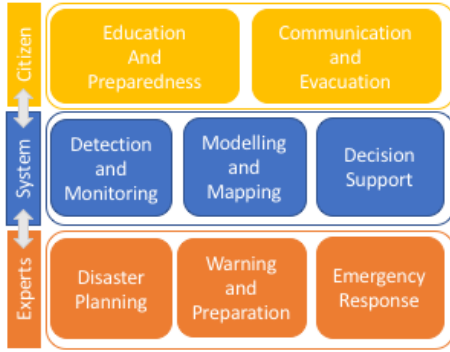 Citizen
Education
And
Preparedness
Communication
and
Evacuation
System
Detection
and
Monitoring
Modelling
and
Mapping
Decision
Support
Experts
Disaster
Planning
Warning
and
Preparation
Emergency
Response